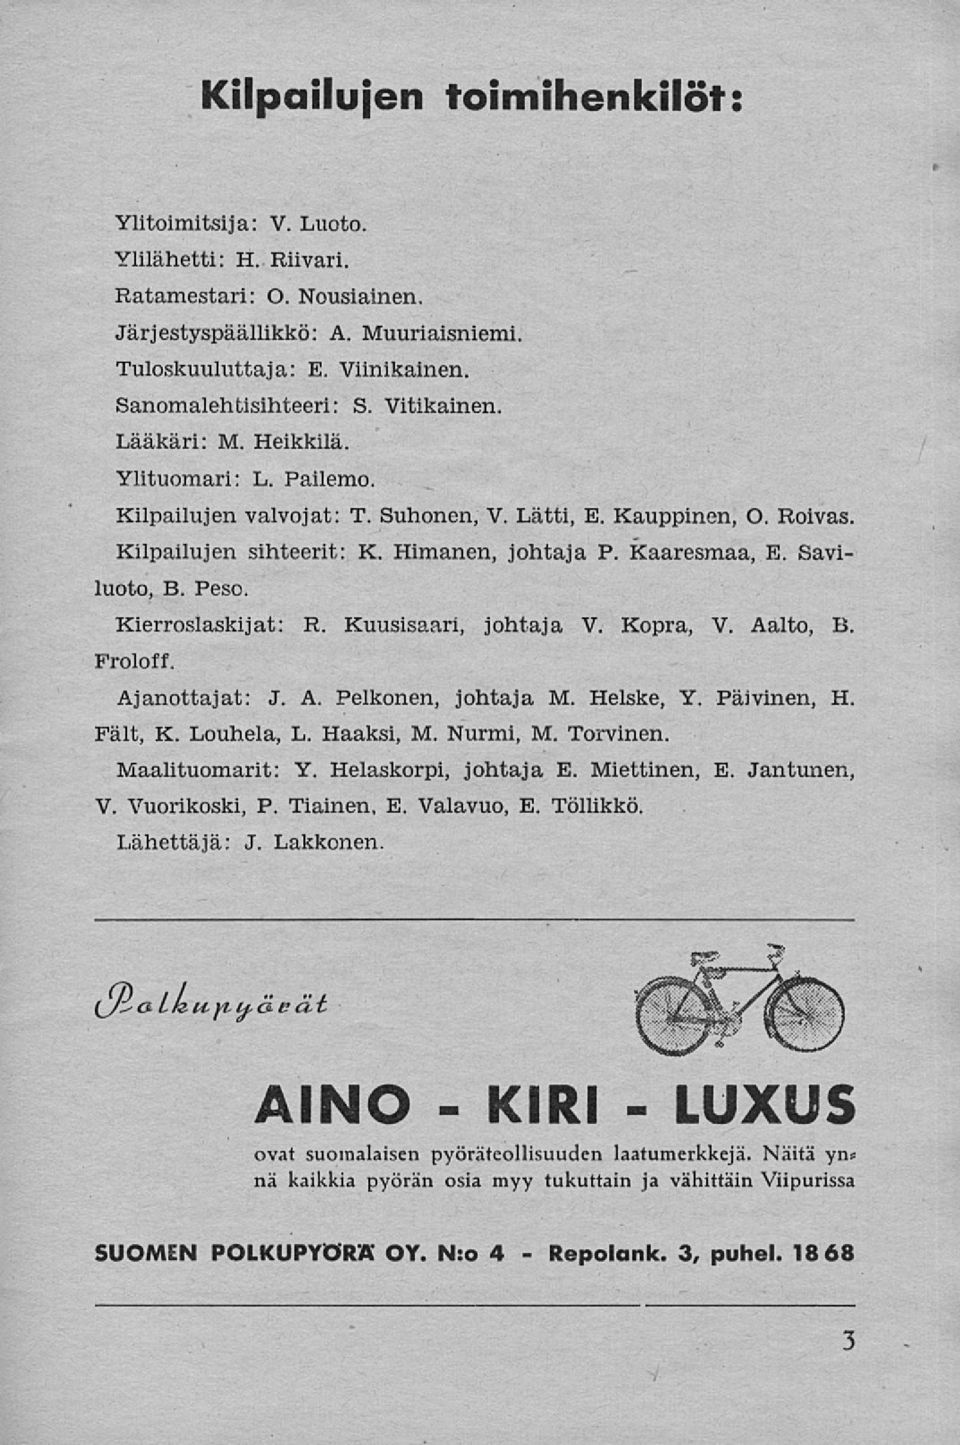 Kilpailujen toimihenkilöt:
Ylitoimitsija: V. Luoto.
Ylilähetti: H. Riivari.
Ratamestari: O. Nousiainen.
Järjestyspäällikkö: A. Muuriaisniemi.
Tuloskuuluttaja: E. Viinikainen.
Sanomalehtisihteeri: S. Vitikainen.
Lääkäri: M. Heikkilä.
Ylituomari: L. Pailemo.
Kilpailujen valvojat: T. Suhonen, V. Lätti, E. Kauppinen, O. Roivas.
Kilpailujen sihteerit: K. Himanen, johtaja P. Kaaresmaa, E. Savi-
luoto, B. Peso.
Kierroslaskijat: R. Kuusisaari, johtaja V. Kopra, V. Aalto, B.
Froloff.
Ajanottajat: J. A. Pelkonen, johtaja M. Helske, Y. Päivinen, H.
Fält, K. Louhela, L. Haaksi, M. Nurmi, M. Torvinen.
Maalituomarit: Y. Helaskorpi, johtaja E. Miettinen, E. Jantunen,
V. Vuorikoski, P. Tiainen, E. Valavuo, E. Töllikkö.
Lähettäjä: J. Lakkonen.
Polkupyörät
AINO - KIRI - LUXUS
ovat suomalaisen pyöräteollisuuden laatumerkkejä. Näitä yn=
nä kaikkia pyörän osia myy tukuttain ja vähittäin Viipurissa
SUOMEN POLKUPYÖRÄ OY. N:o 4 - Repolank. 3, puhel. 18 68
3